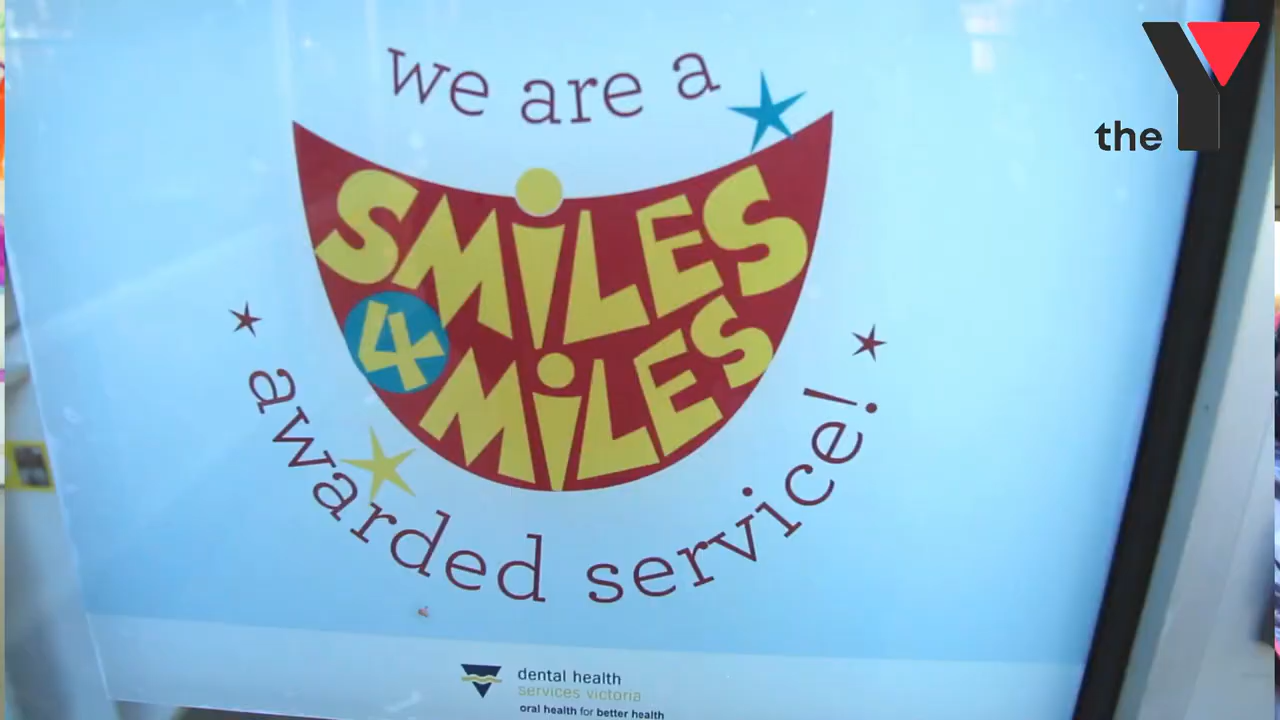 we are a
SMiLES
4
MiLES
awarded service!
dental health
services victoria
oral health for better health
the Y